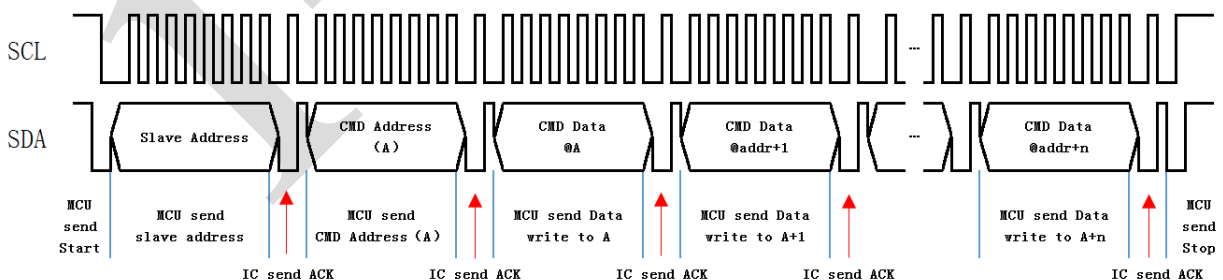 SCL
...
SDA
Slave Address
CMD Address
(A)
CMD Data
@A
CMD Data
@addr+1
...
CMD Data
@addr+n
MCU
send
Start
MCU send
slave address
MCU send
CMD Address (A)
MCU send Data
write to A
MCU send Data
write to A+1
MCU send Data
write to A+n
MCU
send
Stop
IC send ACK
IC send ACK
IC send ACK
IC send ACK
IC send ACK